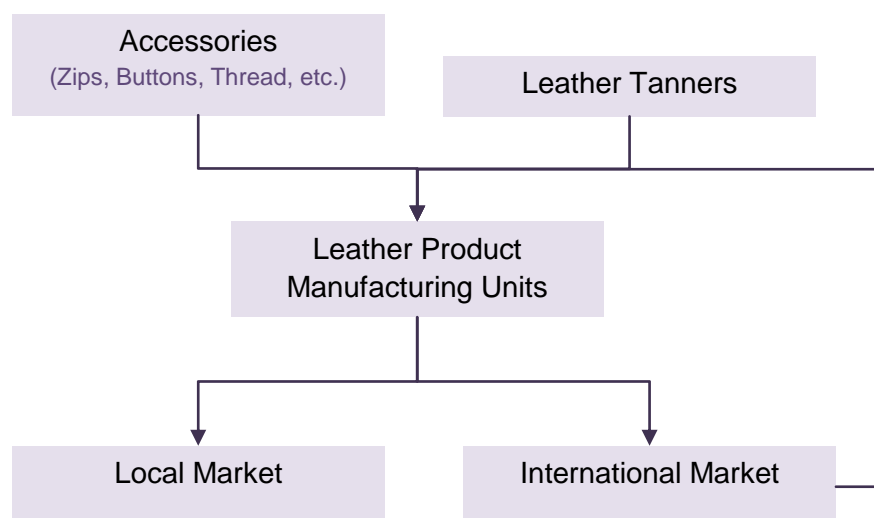 Accessories
(Zips, Buttons, Thread, etc.)
Leather Tanners
Leather Product
Manufacturing Units
Local Market
International Market